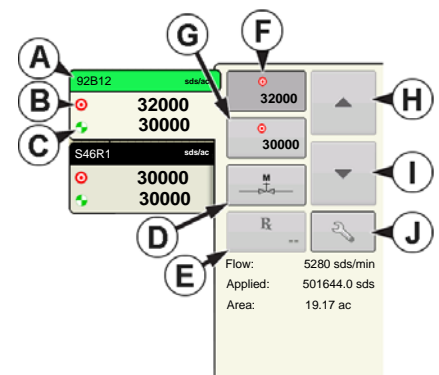 A
B
C
D
E
F
G
H
I
J
92B12 sds/ac
32000
30000
S46R1 sds/ac
30000
30000
32000
30000
M
Rx
--
Flow: 5280 sds/min
Applied: 501644.0 sds
Area: 19.17 ac